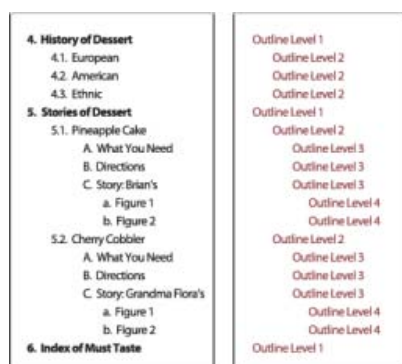 4. History of Dessert
4.1. European
4.2. American
4.3. Ethnic
5. Stories of Dessert
5.1. Pineapple Cake
A. What You Need
B. Directions
C. Story: Brian's
a. Figure 1
b. Figure 2
5.2. Cherry Cobbler
A. What You Need
B. Directions
C. Story: Grandma Flora's
a. Figure 1
b. Figure 2
6. Index of Must Taste
Outline Level 1
Outline Level 2
Outline Level 2
Outline Level 2
Outline Level 1
Outline Level 2
Outline Level 3
Outline Level 3
Outline Level 3
Outline Level 4
Outline Level 4
Outline Level 2
Outline Level 3
Outline Level 3
Outline Level 3
Outline Level 4
Outline Level 4
Outline Level 1